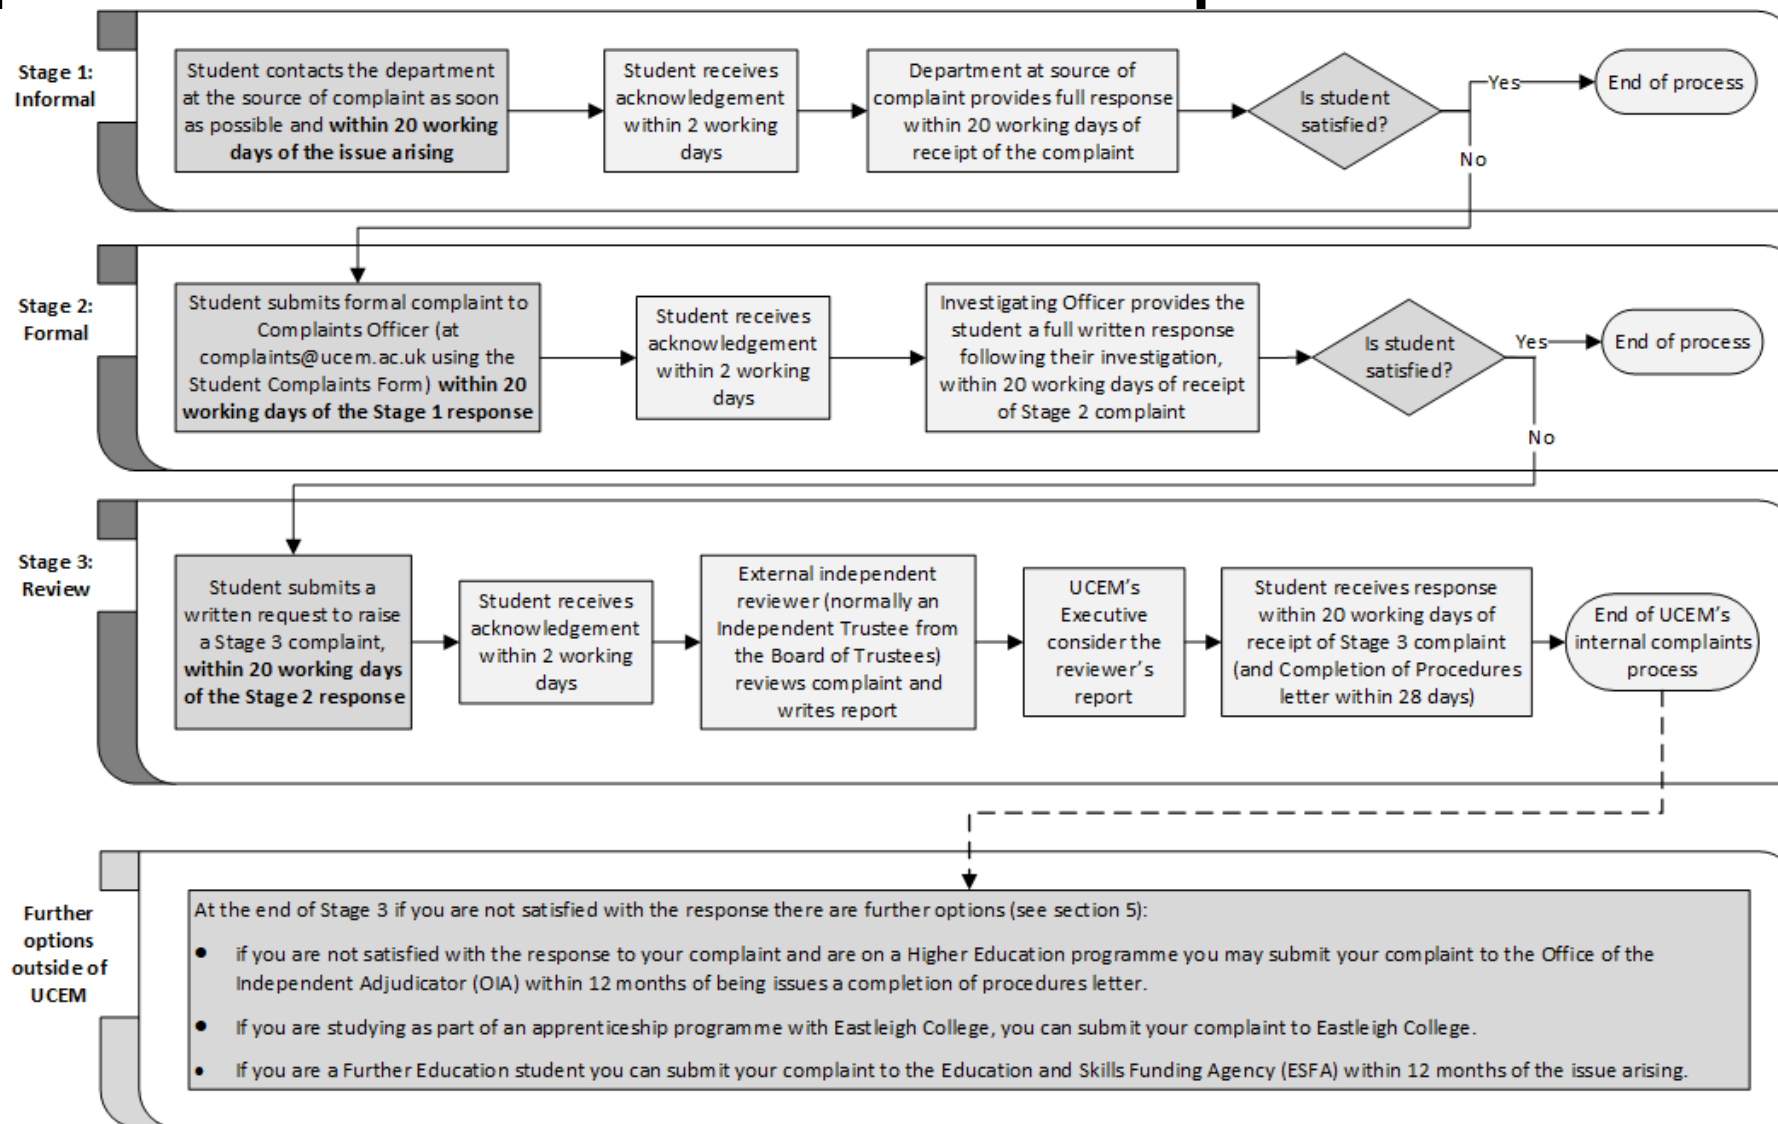 Stage 1:
Informal
Student contacts the department
at the source of complaint as soon
as possible and within 20 working
days of the issue arising
Student receives
acknowledgement
within 2 working
days
Department at source of
complaint provides full response
within 20 working days of
receipt of the complaint
Is student
satisfied?
Yes
End of process
No
Stage 2:
Formal
Student submits formal complaint to
Complaints Officer (at
complaints@ucem.ac.uk using the
Student Complaints Form) within 20
working days of the Stage 1 response
Student receives
acknowledgement
within 2 working
days
Investigating Officer provides the
student a full written response
following their investigation,
within 20 working days of receipt
of Stage 2 complaint
Is student
satisfied?
Yes
End of process
No
Stage 3:
Review
Student submits a
written request to raise
a Stage 3 complaint,
within 20 working days
of the Stage 2 response
Student receives
acknowledgement
within 2 working
days
External independent
reviewer (normally an
Independent Trustee from
the Board of Trustees)
reviews complaint and
writes report
UCEM's
Executive
consider the
reviewer's
report
Student receives response
within 20 working days of
receipt of Stage 3 complaint
(and Completion of Procedures
letter within 28 days)
End of UCEM's
internal complaints
process
Further
options
outside of
UCEM
At the end of Stage 3 if you are not satisfied with the response there are further options (see section 5):
● if you are not satisfied with the response to your complaint and are on a Higher Education programme you may submit your complaint to the Office of the
Independent Adjudicator (OIA) within 12 months of being issues a completion of procedures letter.
● If you are studying as part of an apprenticeship programme with Eastleigh College, you can submit your complaint to Eastleigh College.
● If you are a Further Education student you can submit your complaint to the Education and Skills Funding Agency (ESFA) within 12 months of the issue arising.